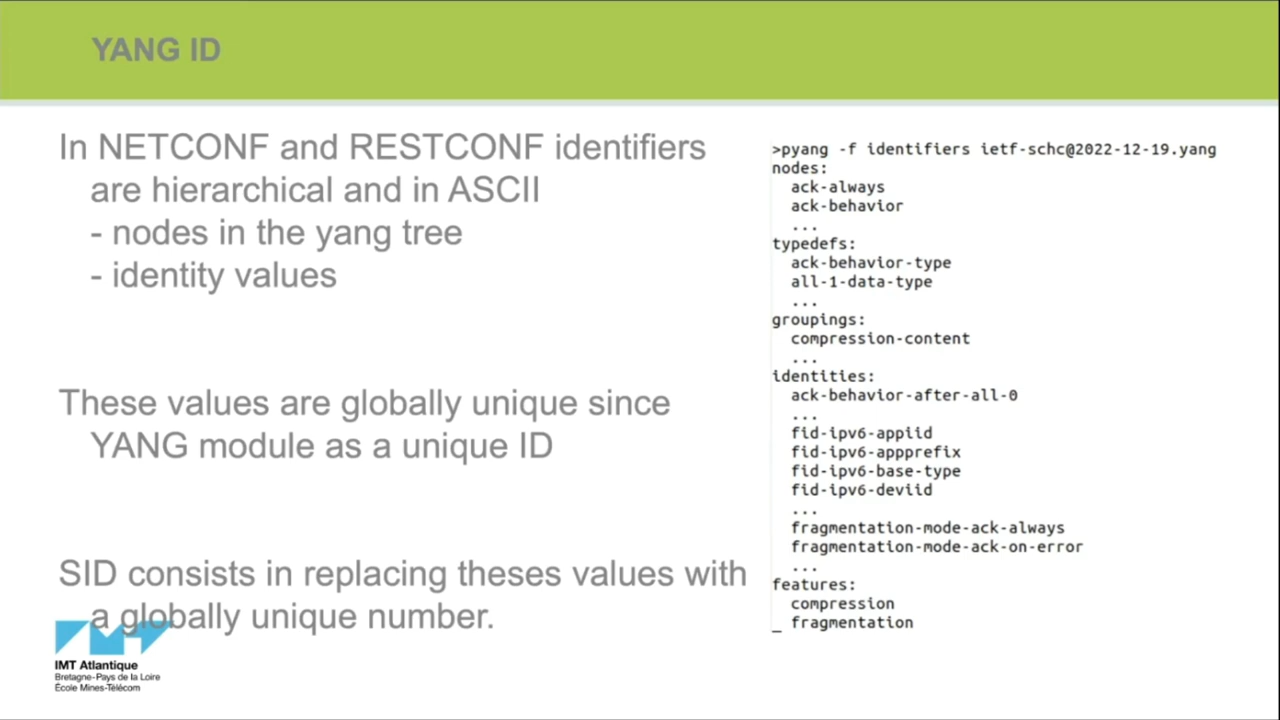 YANG ID
In NETCONF and RESTCONF identifiers
are hierarchical and in ASCII
- nodes in the yang tree
- identity values
These values are globally unique since
YANG module as a unique ID
SID consists in replacing theses values with
a globally unique number.
>pyang -f identifiers ietf-schc@2022-12-19.yang
nodes:
ack-always
ack-behavior
...
typedefs:
ack-behavior-type
all-1-data-type
...
groupings:
compression-content
...
identities:
ack-behavior-after-all-0
...
fid-ipv6-appiid
fid-ipv6-appprefix
fid-ipv6-base-type
fid-ipv6-deviid
...
fragmentation-mode-ack-always
fragmentation-mode-ack-on-error
...
features:
compression
_ fragmentation
IMT Atlantique
Bretagne-Pays de la Loire
École Mines-Télécom